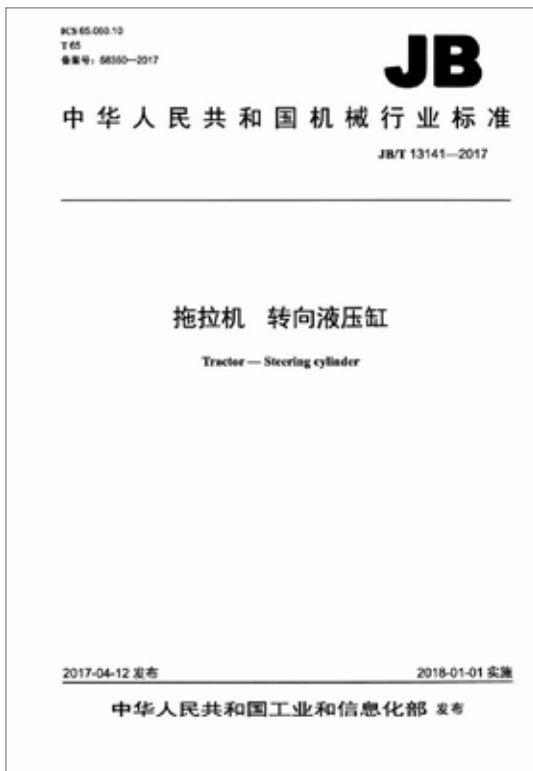 ICS 65.060.10
T 65
备案号：58350—2017
JB
中华人民共和国机械行业标准
JB/T 13141—2017
拖拉机 转向液压缸
Tractor — Steering cylinder
2017-04-12 发布
2018-01-01 实施
中华人民共和国工业和信息化部 发布